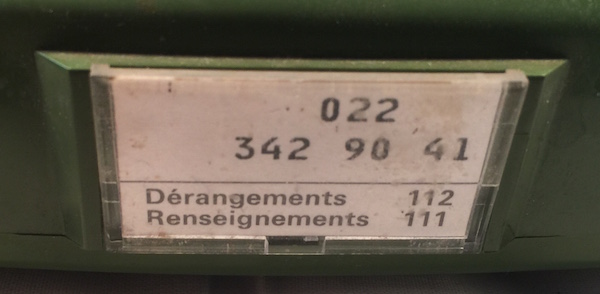 022
342 90 41
Dérangements 112
Renseignements 111